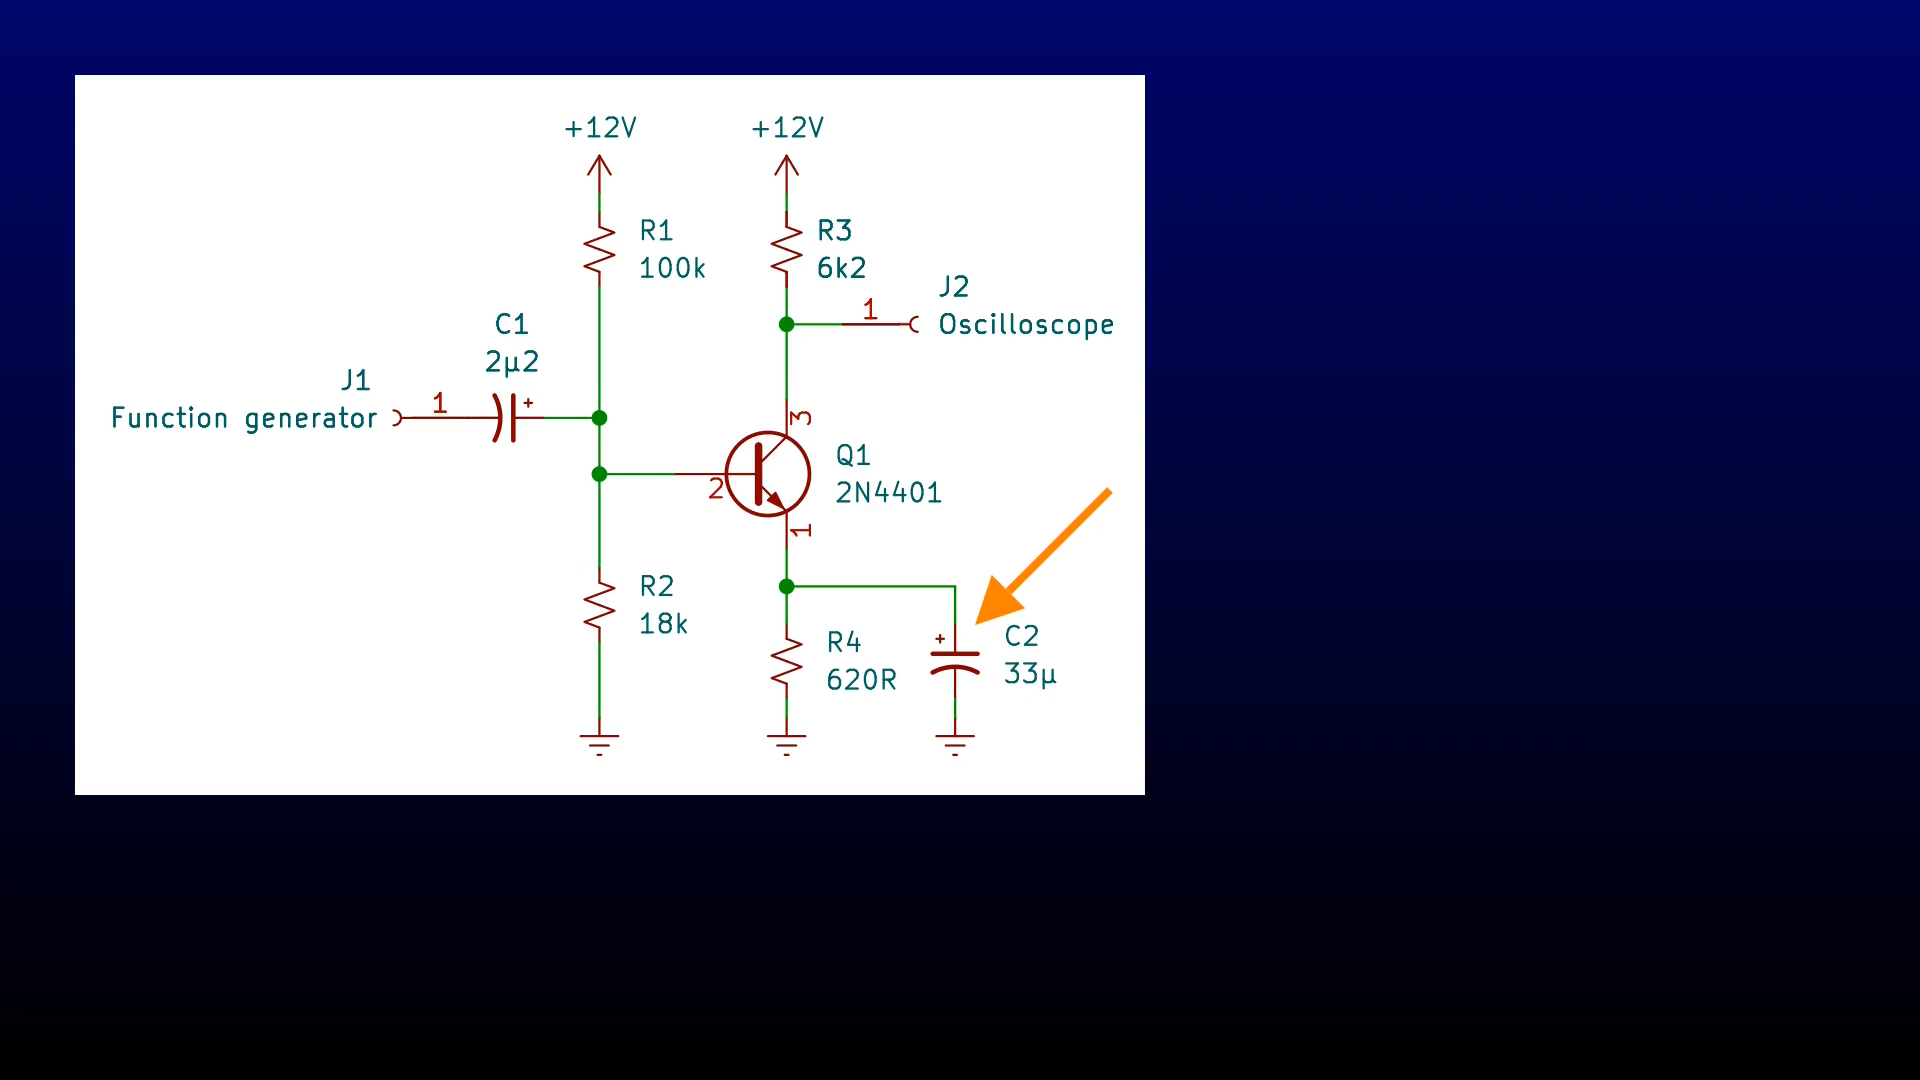 +12V
+12V
R1
100k
R3
6k2
J2
1
Oscilloscope
C1
2µ2
J1
1
Function generator
+
3
Q1
2N4401
2
1
R2
18k
R4
620R
+
C2
33µ